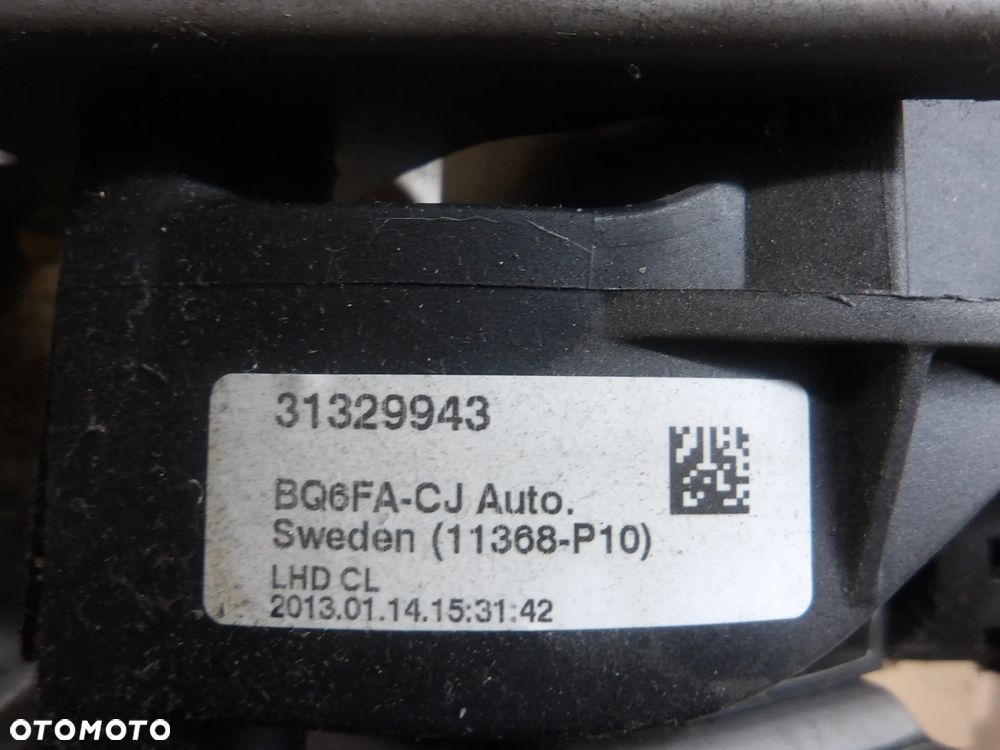 31329943
BQ6FA-CJ Auto.
Sweden (11368-P10)
LHD CL
2013.01.14.15:31:42
OTOMOTO